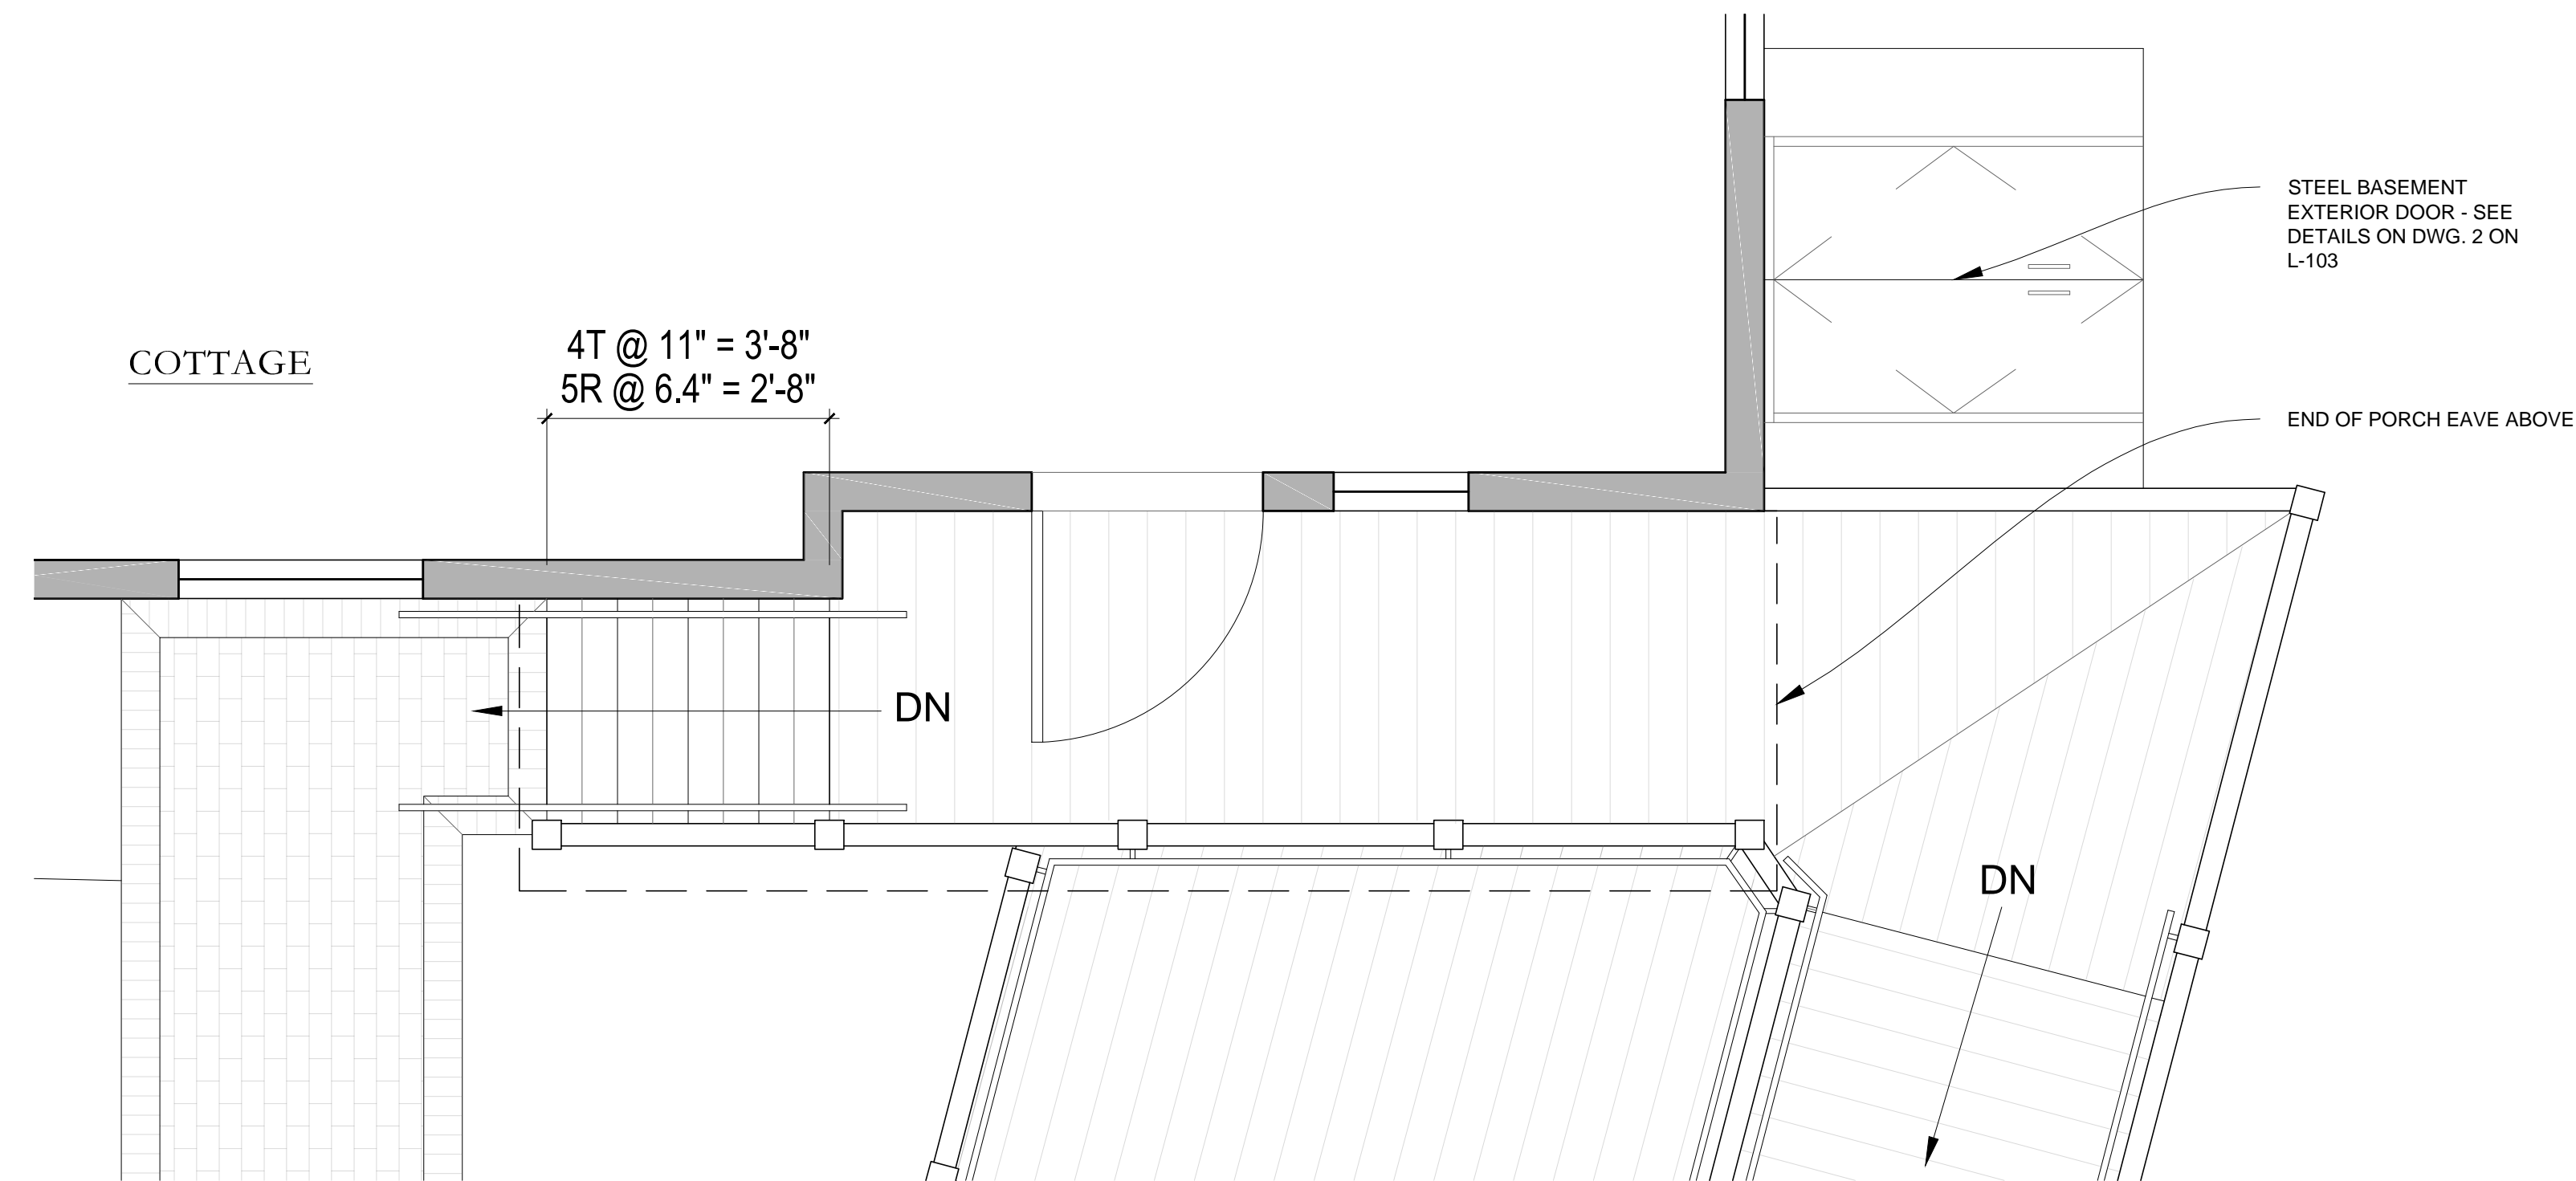 STEEL BASEMENT
EXTERIOR DOOR - SEE
DETAILS ON DWG. 2 ON
L-103
4T @ 11" = 3'-8"
5R @ 6.4" = 2'-8"
COTTAGE
END OF PORCH EAVE ABOVE
DN
DN